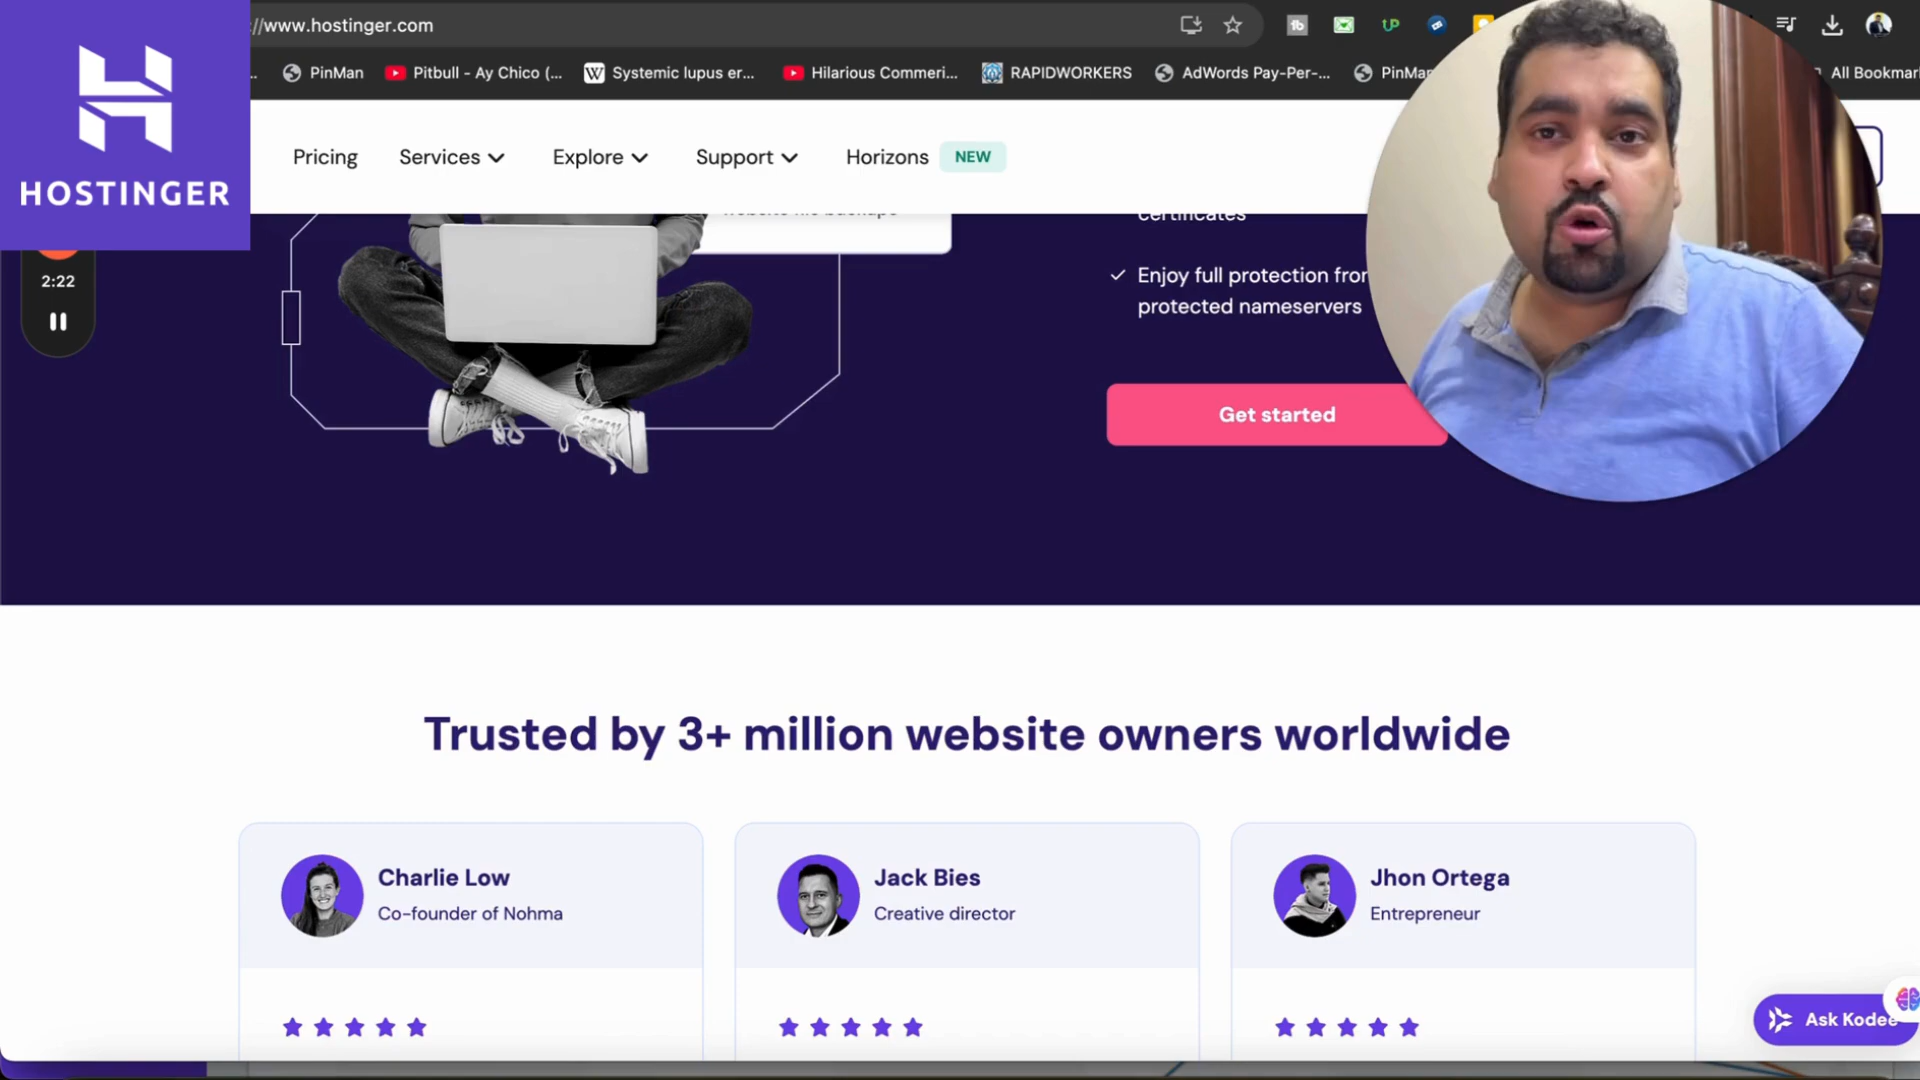 //www.hostinger.com
HOSTINGER
PinMan
Pitbull - Ay Chico (...
Systemic lupus er...
Hilarious Commeri...
RAPIDWORKERS
AdWords Pay-Per-...
All Bookmar
Pricing
Services
Explore
Support
Horizons
NEW
certificates
Enjoy full protection from
protected nameservers
2:22
Get started
Trusted by 3+ million website owners worldwide
Charlie Low
Co-founder of Nohma
Jack Bies
Creative director
Jhon Ortega
Entrepreneur
Ask Kodee